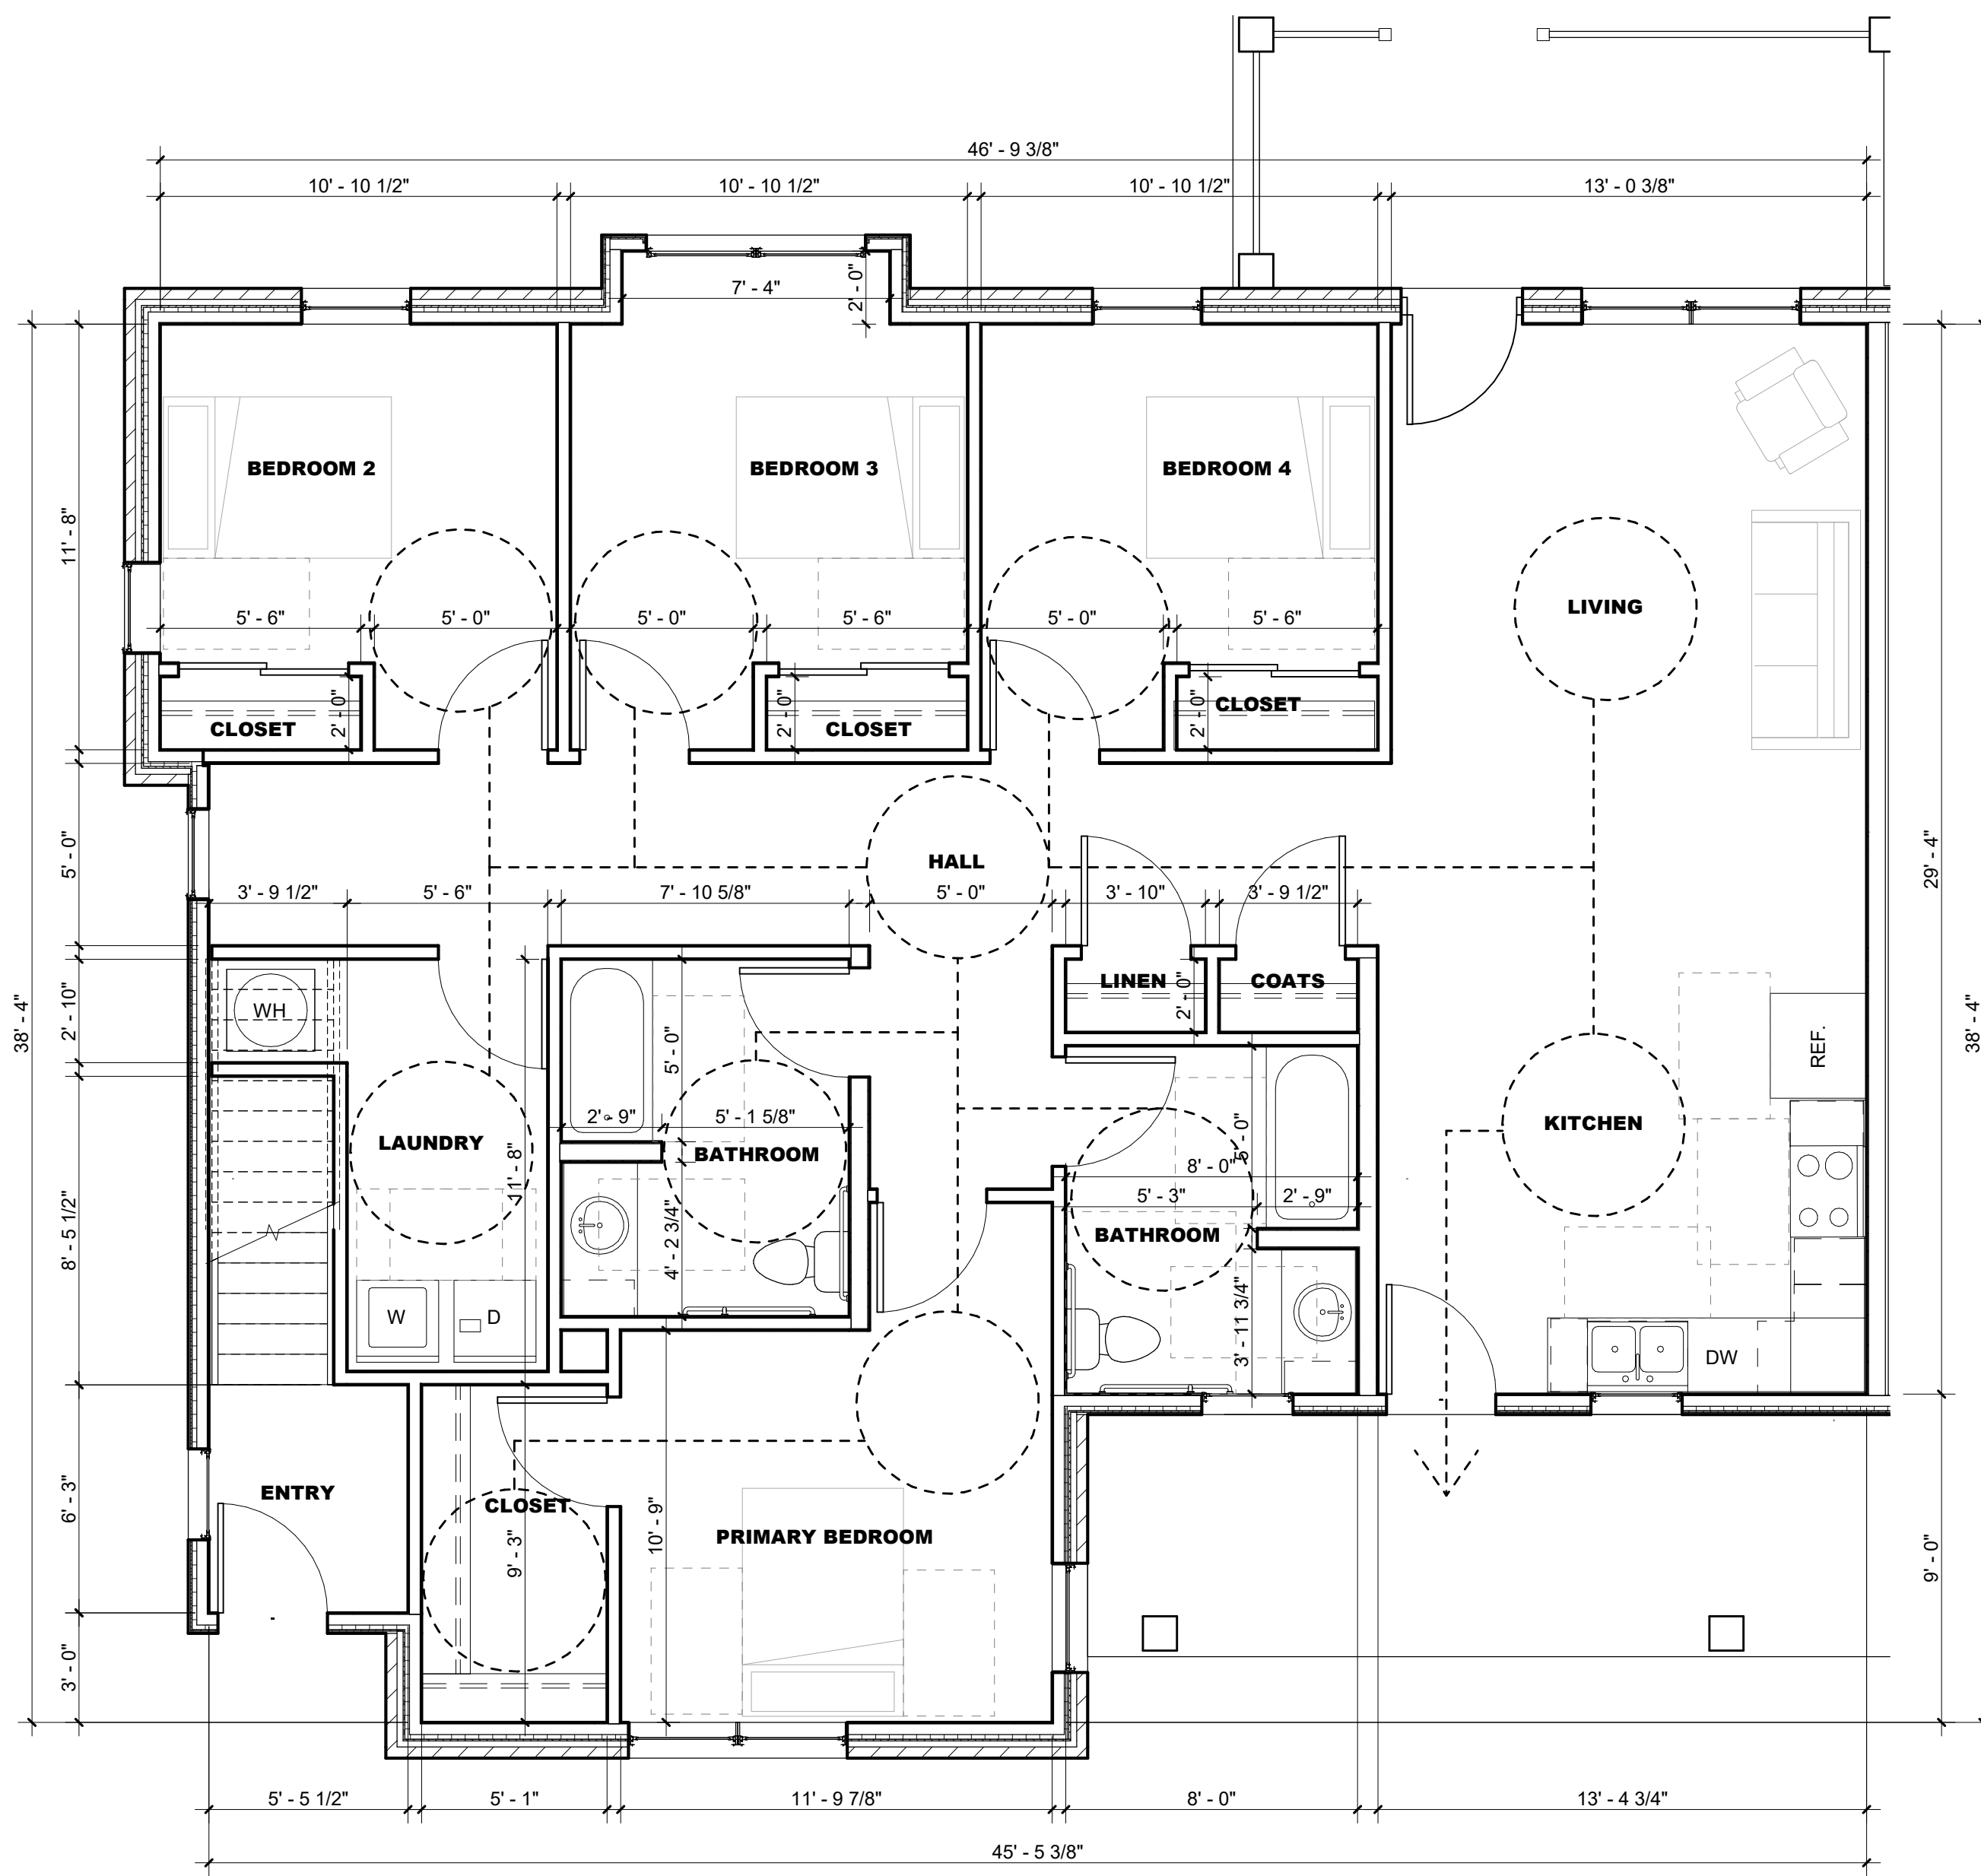 46' - 9 3/8"
10' - 10 1/2"
10' - 10 1/2"
10' - 10 1/2"
13' - 0 3/8"
7' - 4"
2' - 0"
BEDROOM 2
BEDROOM 3
BEDROOM 4
11' - 8"
LIVING
5' - 6"
5' - 0"
5' - 0"
5' - 6"
5' - 0"
5' - 6"
CLOSET
2' - 0"
2' - 0"
CLOSET
2' - 0"
CLOSET
5' - 0"
HALL
29' - 4"
3' - 9 1/2"
5' - 6"
7' - 10 5/8"
5' - 0"
3' - 10"
3' - 9 1/2"
38' - 4"
2' - 10"
WH
LINEN
2' - 0"
COATS
REF.
38' - 4"
5' - 0"
2' - 9"
5' - 1 5/8"
LAUNDRY
11' - 8"
BATHROOM
5' - 0"
8' - 0"
KITCHEN
8' - 5 1/2"
4' - 2 3/4"
5' - 3"
2' - 9"
BATHROOM
W
D
3' - 11 3/4"
DW
6' - 3"
ENTRY
CLOSET
9' - 3"
10' - 9"
PRIMARY BEDROOM
9' - 0"
3' - 0"
5' - 5 1/2"
5' - 1"
11' - 9 7/8"
8' - 0"
13' - 4 3/4"
45' - 5 3/8"